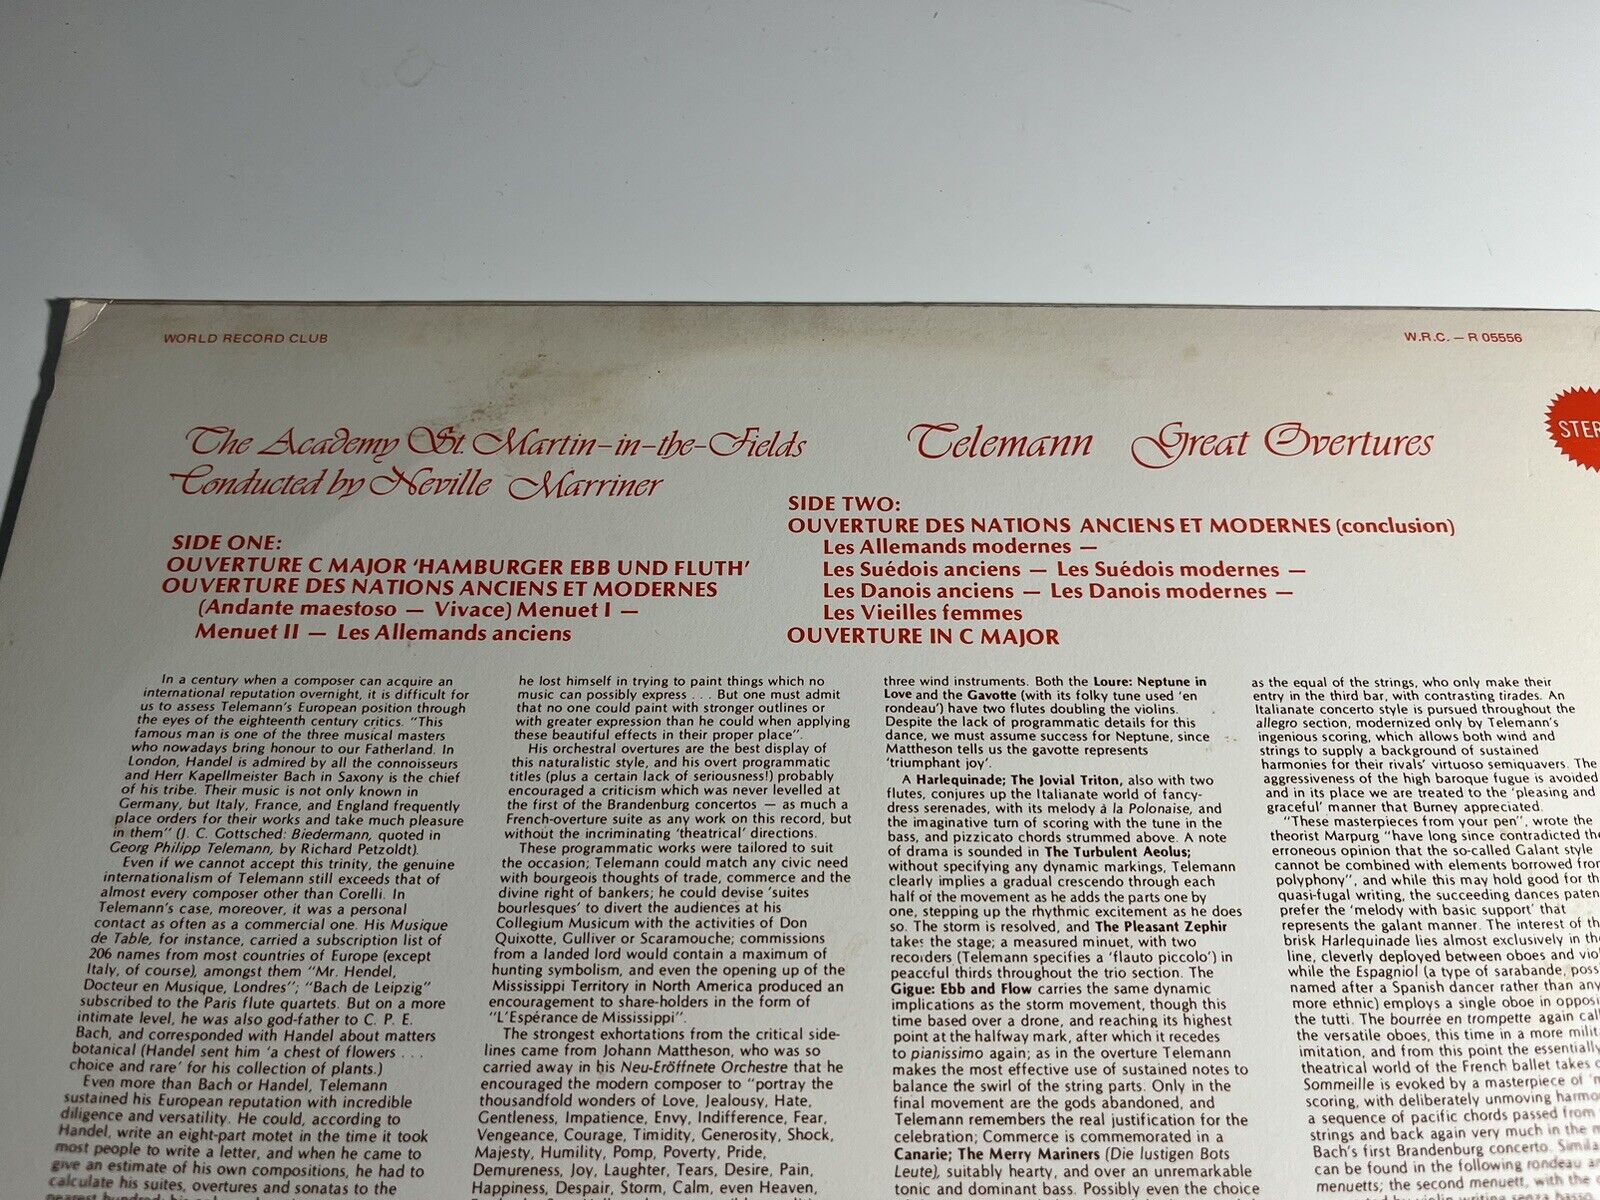 WORLD RECORD CLUB
W.R.C. — R 05556
The Academy St. Martin-in-the-Fields
Conducted by Neville Marriner
Telemann Great Overtures
SIDE ONE:
OUVERTURE C MAJOR ‘HAMBURGER EBB UND FLUTH’
OUVERTURE DES NATIONS ANCIENS ET MODERNES
(Andante maestoso — Vivace) Menuet I —
Menuet II — Les Allemands anciens
SIDE TWO:
OUVERTURE DES NATIONS ANCIENS ET MODERNES (conclusion)
Les Allemands modernes —
Les Suédois anciens — Les Suédois modernes —
Les Danois anciens — Les Danois modernes —
Les Vieilles femmes
OUVERTURE IN C MAJOR
In a century when a composer can acquire an
international reputation overnight, it is difficult for
us to assess Telemann's European position through
the eyes of the eighteenth century critics. "This
famous man is one of the three musical masters
who nowadays bring honour to our Fatherland. In
London, Handel is admired by all the connoisseurs
and Herr Kapellmeister Bach in Saxony is the chief
of his tribe. Their music is not only known in
Germany, but Italy, France, and England frequently
place orders for their works and take much pleasure
in them" (J. C. Gottsched: Biedermann, quoted in
Georg Philipp Telemann, by Richard Petzoldt).
Even if we cannot accept this trinity, the genuine
internationalism of Telemann still exceeds that of
almost every composer other than Corelli. In
Telemann's case, moreover, it was a personal
contact as often as a commercial one. His Musique
de Table, for instance, carried a subscription list of
206 names from most countries of Europe (except
Italy, of course), amongst them "Mr. Hendel,
Docteur en Musique, Londres"; "Bach de Leipzig"
subscribed to the Paris flute quartets. But on a more
intimate level, he was also god-father to C. P. E.
Bach, and corresponded with Handel about matters
botanical (Handel sent him 'a chest of flowers . . .
choice and rare' for his collection of plants.)
Even more than Bach or Handel, Telemann
sustained his European reputation with incredible
diligence and versatility. He could, according to
Handel, write an eight-part motet in the time it took
most people to write a letter, and when he came to
give an estimate of his own compositions, he had to
calculate his suites, overtures and sonatas to the
nearest hundred;
he lost himself in trying to paint things which no
music can possibly express . . . But one must admit
that no one could paint with stronger outlines or
with greater expression than he could when applying
these beautiful effects in their proper place".
His orchestral overtures are the best display of
this naturalistic style, and his overt programmatic
titles (plus a certain lack of seriousness!) probably
encouraged a criticism which was never levelled at
the first of the Brandenburg concertos — as much a
French-overture suite as any work on this record, but
without the incriminating 'theatrical' directions.
These programmatic works were tailored to suit
the occasion; Telemann could match any civic need
with bourgeois thoughts of trade, commerce and the
divine right of bankers; he could devise 'suites
bourlesques' to divert the audiences at his
Collegium Musicum with the activities of Don
Quixotte, Gulliver or Scaramouche; commissions
from a landed lord would contain a maximum of
hunting symbolism, and even the opening up of the
Mississippi Territory in North America produced an
encouragement to share-holders in the form of
"L'Espérance de Mississippi".
The strongest exhortations from the critical side-
lines came from Johann Mattheson, who was so
carried away in his Neu-Eröffnete Orchestre that he
encouraged the modern composer to "portray the
thousandfold wonders of Love, Jealousy, Hate,
Gentleness, Impatience, Envy, Indifference, Fear,
Vengeance, Courage, Timidity, Generosity, Shock,
Majesty, Humility, Pomp, Poverty, Pride,
Demureness, Joy, Laughter, Tears, Desire, Pain,
Happiness, Despair, Storm, Calm, even Heaven,
three wind instruments. Both the Loure: Neptune in
Love and the Gavotte (with its folky tune used 'en
rondeau') have two flutes doubling the violins.
Despite the lack of programmatic details for this
dance, we must assume success for Neptune, since
Mattheson tells us the gavotte represents
'triumphant joy'.
A Harlequinade; The Jovial Triton, also with two
flutes, conjures up the Italianate world of fancy-
dress serenades, with its melody à la Polonaise, and
the imaginative turn of scoring with the tune in the
bass, and pizzicato chords strummed above. A note
of drama is sounded in The Turbulent Aeolus;
without specifying any dynamic markings, Telemann
clearly implies a gradual crescendo through each
half of the movement as he adds the parts one by
one, stepping up the rhythmic excitement as he does
so. The storm is resolved, and The Pleasant Zephir
takes the stage; a measured minuet, with two
recorders (Telemann specifies a 'flauto piccolo') in
peaceful thirds throughout the trio section. The
Gigue: Ebb and Flow carries the same dynamic
implications as the storm movement, though this
time based over a drone, and reaching its highest
point at the halfway mark, after which it recedes
to pianissimo again; as in the overture Telemann
makes the most effective use of sustained notes to
balance the swirl of the string parts. Only in the
final movement are the gods abandoned, and
Telemann remembers the real justification for the
celebration; Commerce is commemorated in a
Canarie; The Merry Mariners (Die lustigen Bots
Leute), suitably hearty, and over an unremarkable
tonic and dominant bass. Possibly even the choice
as the equal of the strings, who only make their
entry in the third bar, with contrasting tirades. An
Italianate concerto style is pursued throughout the
allegro section, modernized only by Telemann's
ingenious scoring, which allows both wind and
strings to supply a background of sustained
harmonies for their rivals' virtuoso semiquavers. The
aggressiveness of the high baroque fugue is avoided
and in its place we are treated to the 'pleasing and
graceful' manner that Burney appreciated.
"These masterpieces from your pen", wrote the
theorist Marpurg "have long since contradicted the
erroneous opinion that the so-called Galant style
cannot be combined with elements borrowed from
polyphony", and while this may hold good for th
quasi-fugal writing, the succeeding dances paten
prefer the 'melody with basic support' that
represents the galant manner. The interest of th
brisk Harlequinade lies almost exclusively in the
line, cleverly deployed between oboes and vio
while the Espagniol (a type of sarabande, poss
named after a Spanish dancer rather than any
more ethnic) employs a single oboe in opposi
the tutti. The bourrée en trompette again call
the versatile oboes, this time in a more milit
imitation, and from this point the essentially
theatrical world of the French ballet takes o
Sommeille is evoked by a masterpiece of
scoring, with deliberately unmoving harmo
a sequence of pacific chords passed from
strings and back again very much in the m
Bach's first Brandenburg concerto. Simila
can be found in the following rondeau an
menuetts; the second menuett, with the
STER